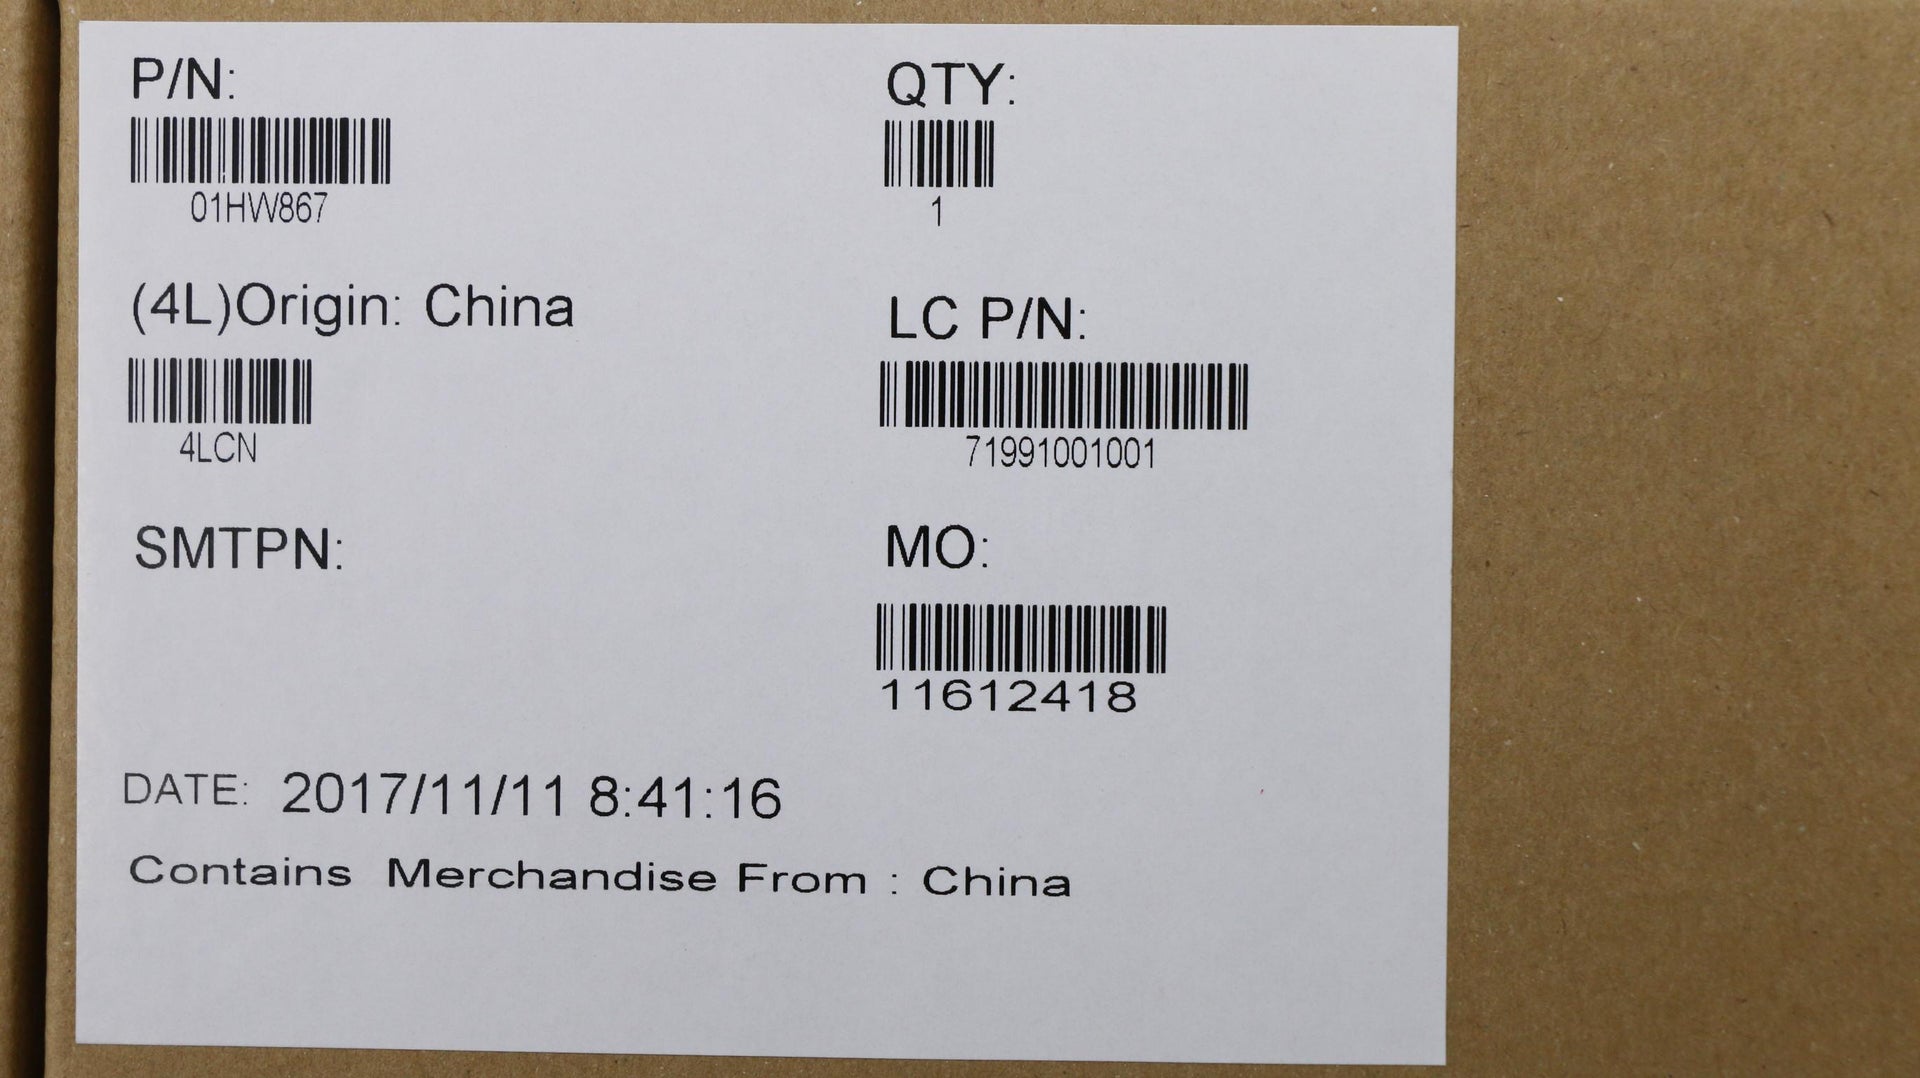 P/N:
01HW867
QTY:
1
(4L)Origin: China
4LCN
LC P/N:
71991001001
SMTPN:
MO:
11612418
DATE: 2017/11/11 8:41:16
Contains Merchandise From : China